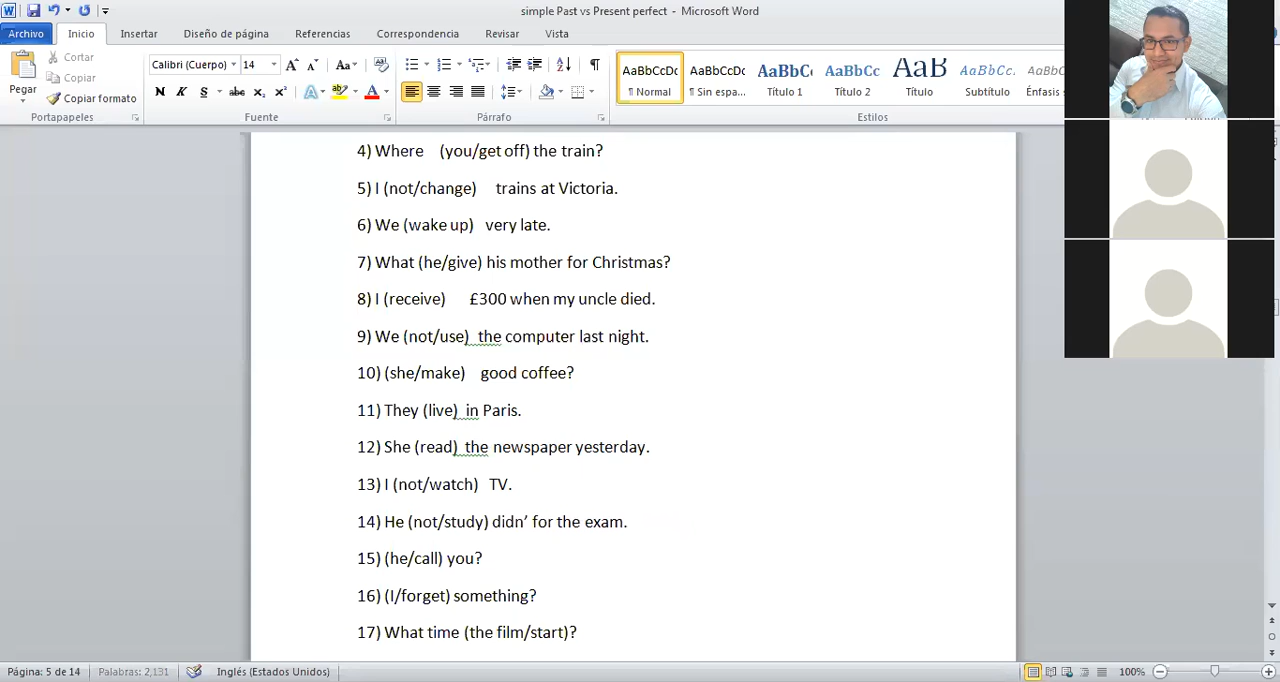 simple Past vs Present perfect - Microsoft Word
Archivo Inicio Insertar Diseño de página Referencias Correspondencia Revisar Vista
Pegar
Cortar
Copiar
Copiar formato
Portapapeles
Calibri (Cuerpo) 14
Fuente
Párrafo
AaBbCcDc AaBbCcDc AaBbC AaBbCc AaB AaBbCc. AaBbCc
¶ Normal ¶ Sin espa... Título 1 Título 2 Título Subtítulo Énfasis s
Estilos
4) Where (you/get off) the train?
5) I (not/change) trains at Victoria.
6) We (wake up) very late.
7) What (he/give) his mother for Christmas?
8) I (receive) £300 when my uncle died.
9) We (not/use) the computer last night.
10) (she/make) good coffee?
11) They (live) in Paris.
12) She (read) the newspaper yesterday.
13) I (not/watch) TV.
14) He (not/study) didn’ for the exam.
15) (he/call) you?
16) (I/forget) something?
17) What time (the film/start)?
Página: 5 de 14 Palabras: 2,131 Inglés (Estados Unidos) 100%